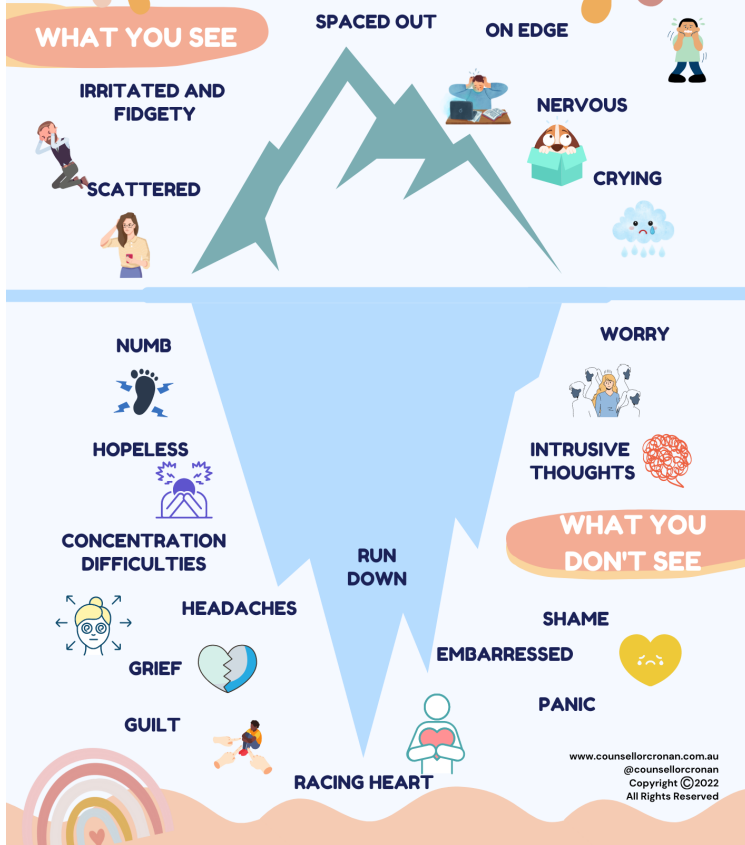 WHAT YOU SEE
SPACED OUT
ON EDGE
IRRITATED AND
FIDGETY
NERVOUS
SCATTERED
CRYING
NUMB
WORRY
HOPELESS
INTRUSIVE
THOUGHTS
WHAT YOU
DON'T SEE
CONCENTRATION
DIFFICULTIES
RUN
DOWN
HEADACHES
SHAME
EMBARRESSED
GRIEF
PANIC
GUILT
RACING HEART
www.counsellorcronan.com.au
@counsellorcronan
Copyright ©2022
All Rights Reserved